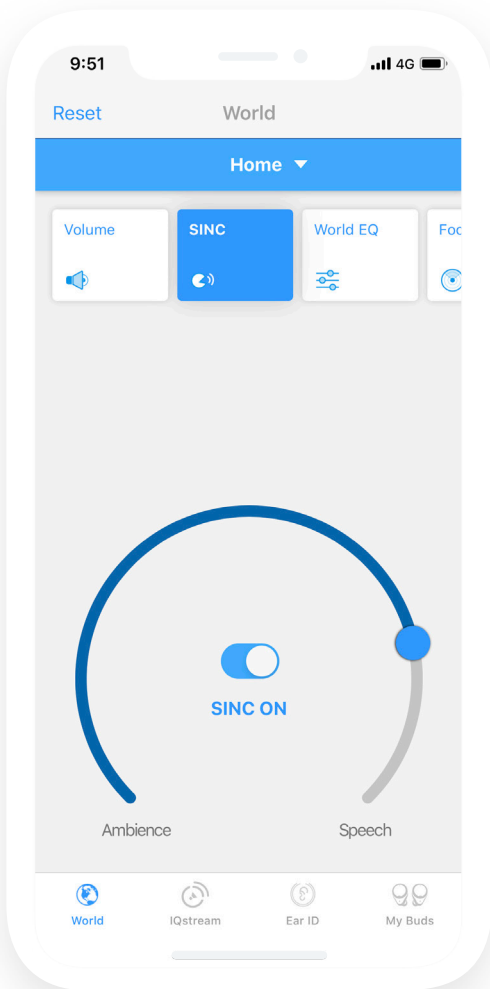 9:51
4G
Reset
World
Home
Volume
SINC
World EQ
Foc
SINC ON
Ambience
Speech
World
IQstream
Ear ID
My Buds